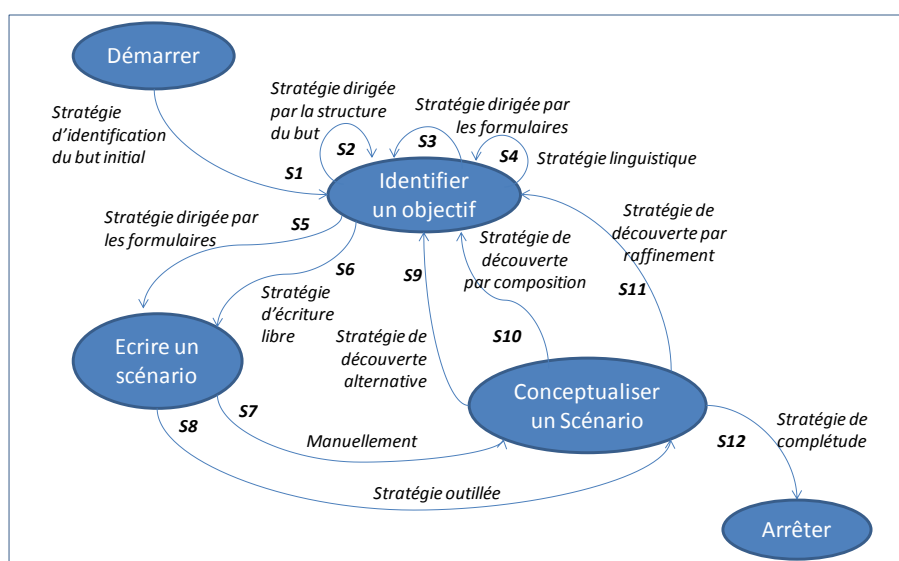 Démarrer
Stratégie
d'identification
du but initial
S1
Stratégie dirigée
par la structure
du but
S2
Stratégie dirigée par
les formulaires
S3
S4
Stratégie linguistique
Identifier
un objectif
Stratégie dirigée par
les formulaires
S5
S6
Stratégie
d'écriture
libre
S9
Stratégie de
découverte
alternative
Stratégie de
découverte
par composition
S10
Stratégie de
découverte par
raffinement
S11
Ecrire un
scénario
S7
Manuellement
S8
Stratégie outillée
Conceptualiser
un Scénario
S12
Stratégie de
complétude
Arrêter